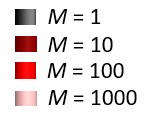 M = 1
M = 10
M = 100
M = 1000